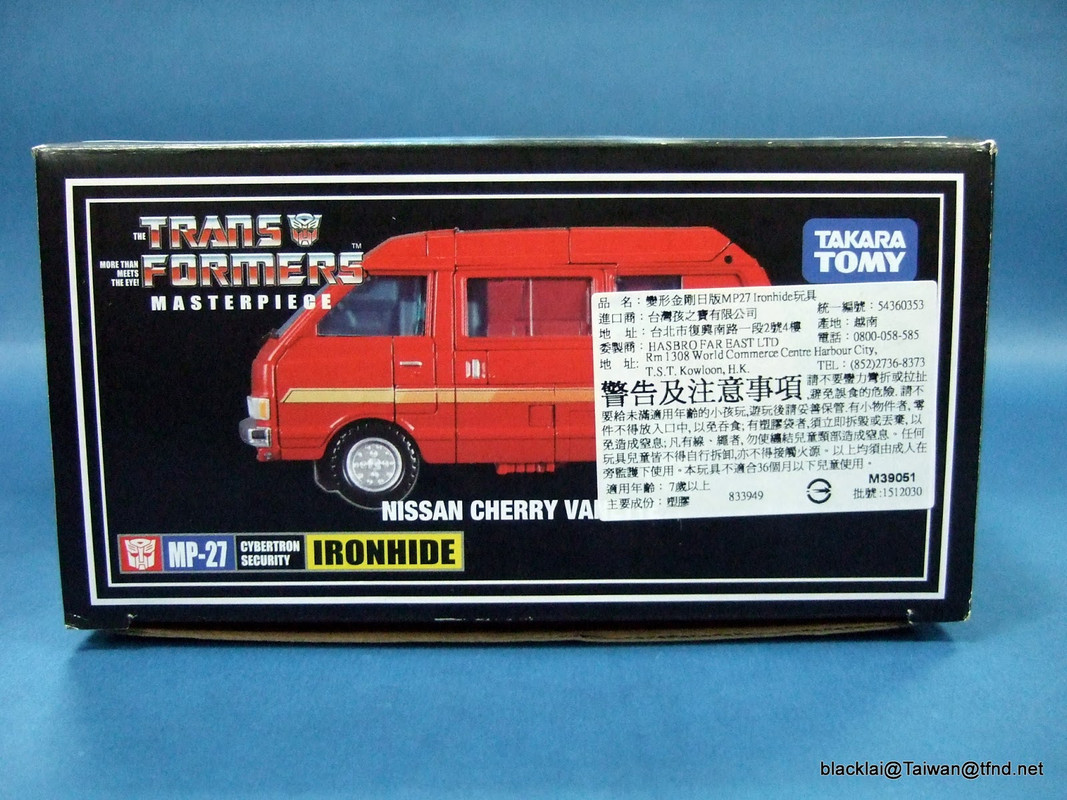 THE TRANSFORMERS™
MORE THAN MEETS THE EYE!
MASTERPIECE
TAKARA
TOMY
品 名：變形金剛日版MP27 Ironhide玩具
進口商：台灣孩之寶有限公司 統一編號：54360353
地 址：台北市復興南路一段2號4樓 產地：越南
委製商：HASBRO FAR EAST LTD 電話：0800-058-585
地 址：Rm 1308 World Commerce Centre Harbour City,
T.S.T. Kowloon, H.K. TEL：(852)2736-8373
警告及注意事項 請不要蠻力彎折或拉扯
,避免誤食的危險.請不
要給未滿適用年齡的小孩玩,遊玩後請妥善保管.有小物件者,零
件不得放入口中,以免吞食;有塑膠袋者,須立即拆毀或丟棄,以
免造成窒息;凡有線、繩者,勿使纏結兒童頸部造成窒息。任何
玩具兒童皆不得自行拆卸,亦不得接觸火源。以上均須由成人在
旁監護下使用。本玩具不適合36個月以下兒童使用。
適用年齡：7歲以上 M39051
主要成份：塑膠 833949 批號:1512030
NISSAN CHERRY VA
MP-27 CYBERTRON SECURITY IRONHIDE
blacklai@Taiwan@tfnd.net